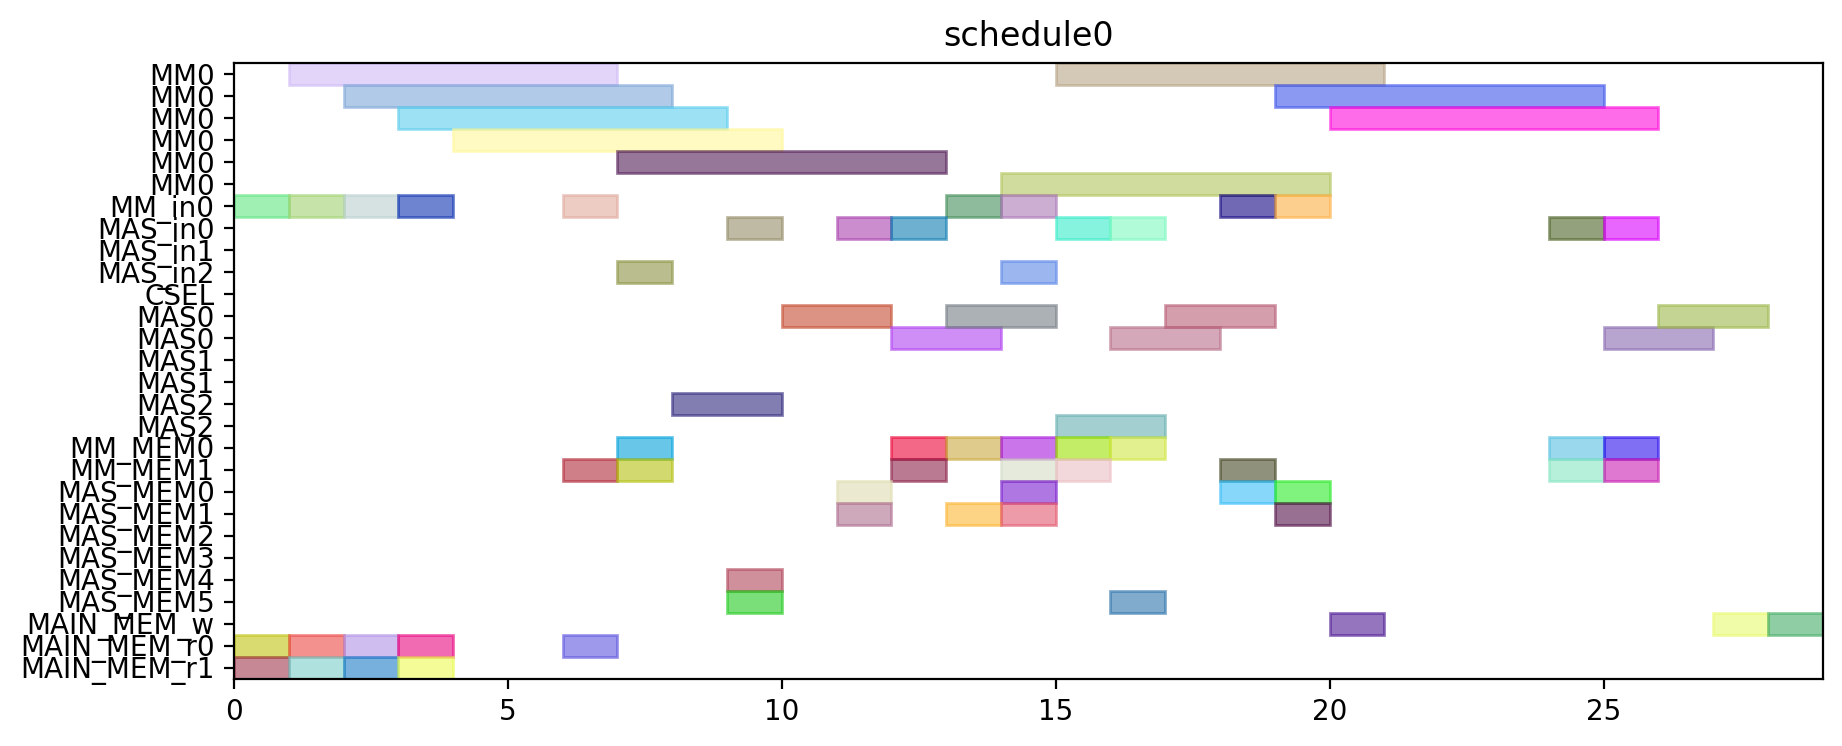 schedule0
MM0
MM0
MM0
MM0
MM0
MM0
MM_in0
MAS_in0
MAS_in1
MAS_in2
CSEL
MAS0
MAS0
MAS1
MAS1
MAS2
MAS2
MM_MEM0
MM_MEM1
MAS_MEM0
MAS_MEM1
MAS_MEM2
MAS_MEM3
MAS_MEM4
MAS_MEM5
MAIN_MEM_w
MAIN_MEM_r0
MAIN_MEM_r1
0 5 10 15 20 25